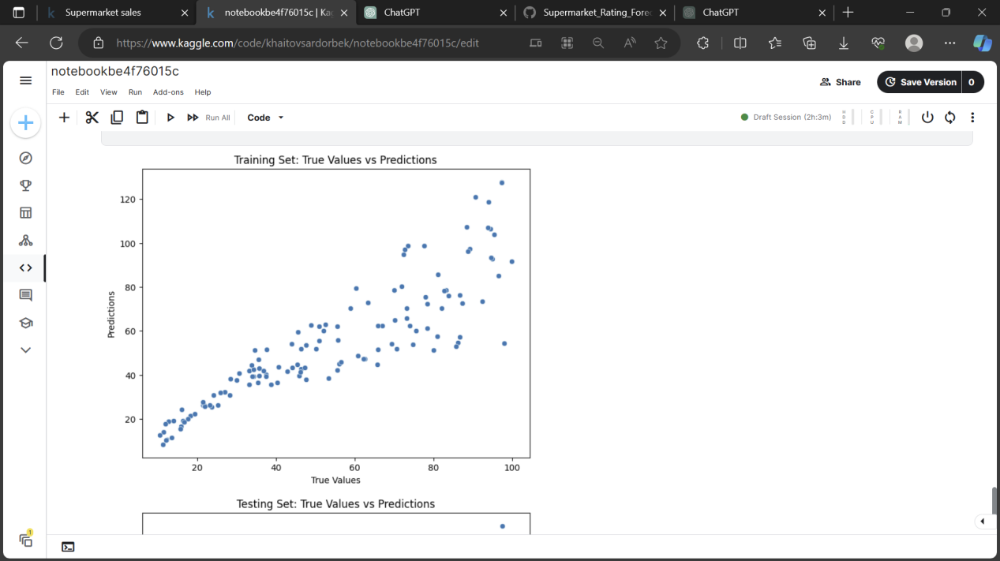 Supermarket sales
notebookbe4f76015c | Ka
ChatGPT
Supermarket_Rating_Fore
ChatGPT
https://www.kaggle.com/code/khaitovsardorbek/notebookbe4f76015c/edit
notebookbe4f76015c
Share
Save Version
0
File Edit View Run Add-ons Help
Run All
Code
Draft Session (2h:3m)
HDD
CPU
RAM
Training Set: True Values vs Predictions
120
100
80
60
40
20
Predictions
20 40 60 80 100
True Values
Testing Set: True Values vs Predictions
1